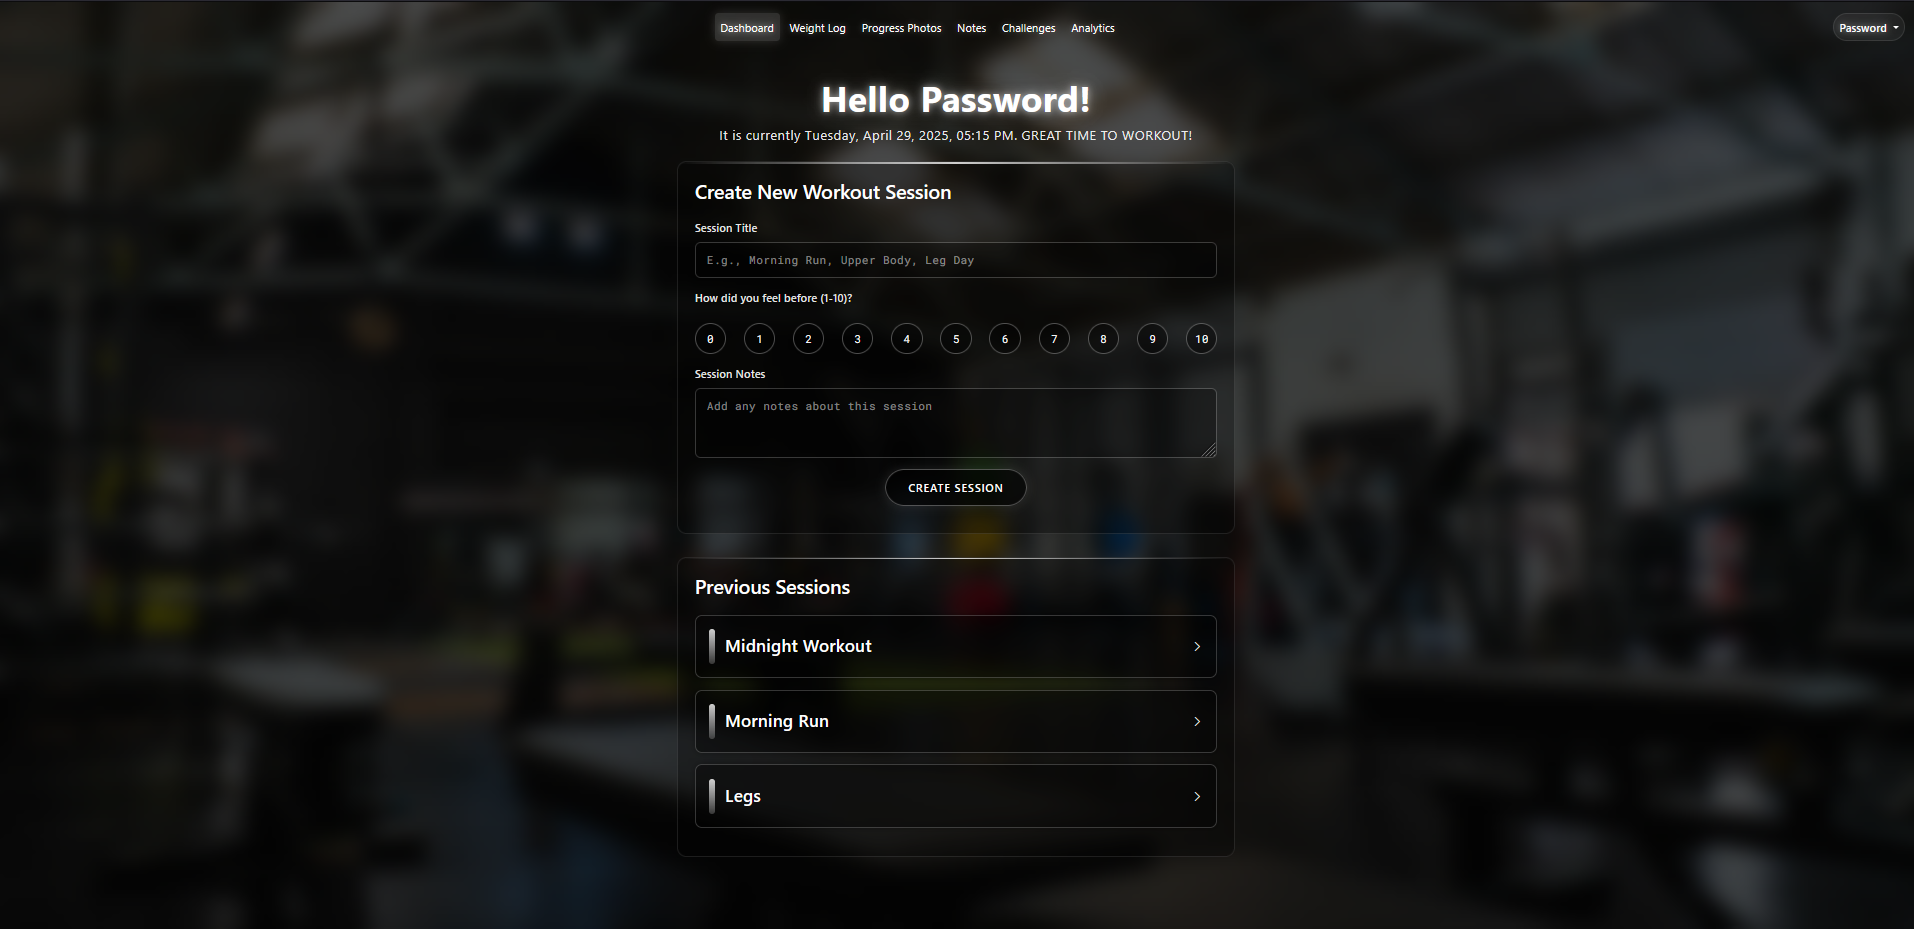 Dashboard Weight Log Progress Photos Notes Challenges Analytics Password
Hello Password!
It is currently Tuesday, April 29, 2025, 05:15 PM. GREAT TIME TO WORKOUT!
Create New Workout Session
Session Title
E.g., Morning Run, Upper Body, Leg Day
How did you feel before (1-10)?
0 1 2 3 4 5 6 7 8 9 10
Session Notes
Add any notes about this session
CREATE SESSION
Previous Sessions
Midnight Workout
Morning Run
Legs